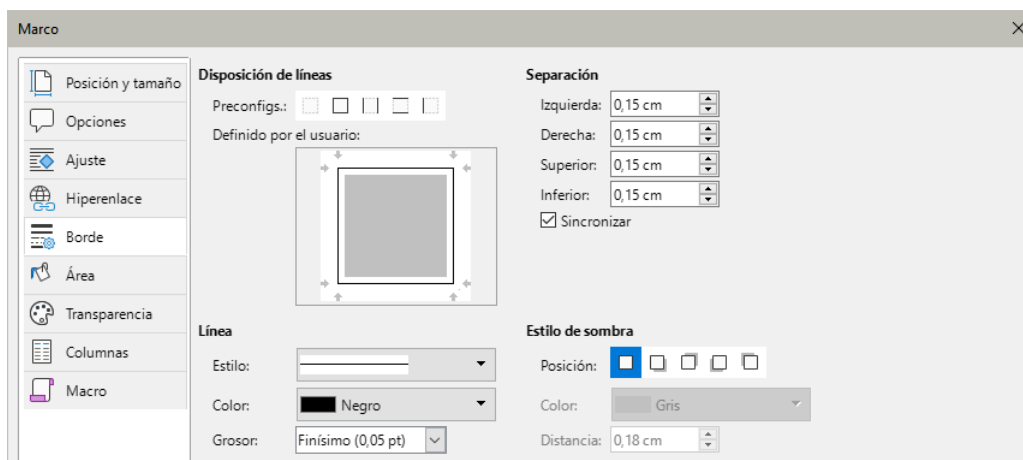 Marco
Posición y tamaño
Opciones
Ajuste
Hiperenlace
Borde
Área
Transparencia
Columnas
Macro
Disposición de líneas
Preconfigs.:
Definido por el usuario:
Línea
Estilo:
Color: Negro
Grosor: Finísimo (0,05 pt)
Separación
Izquierda: 0,15 cm
Derecha: 0,15 cm
Superior: 0,15 cm
Inferior: 0,15 cm
Sincronizar
Estilo de sombra
Posición:
Color: Gris
Distancia: 0,18 cm